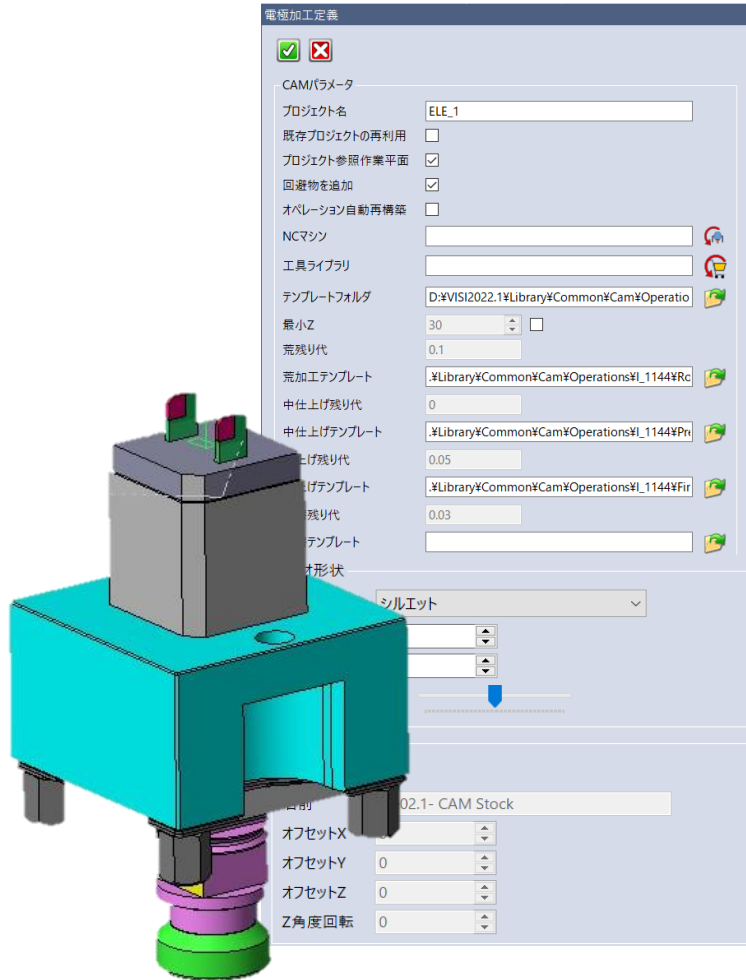 電極加工定義
CAMパラメータ
プロジェクト名 ELE_1
既存プロジェクトの再利用
プロジェクト参照作業平面
回避物を追加
オペレーション自動再構築
NCマシン
工具ライブラリ
テンプレートフォルダ D:¥VISI2022.1¥Library¥Common¥Cam¥Operatio
最小Z 30
荒残り代 0.1
荒加工テンプレート .¥Library¥Common¥Cam¥Operations¥I_1144¥Ro
中仕上げ残り代 0
中仕上げテンプレート .¥Library¥Common¥Cam¥Operations¥I_1144¥Pre
上げ残り代 0.05
げテンプレート .¥Library¥Common¥Cam¥Operations¥I_1144¥Fir
残り代 0.03
テンプレート
形状
シルエット
名前 02.1- CAM Stock
オフセットX
オフセットY 0
オフセットZ 0
Z角度回転 0